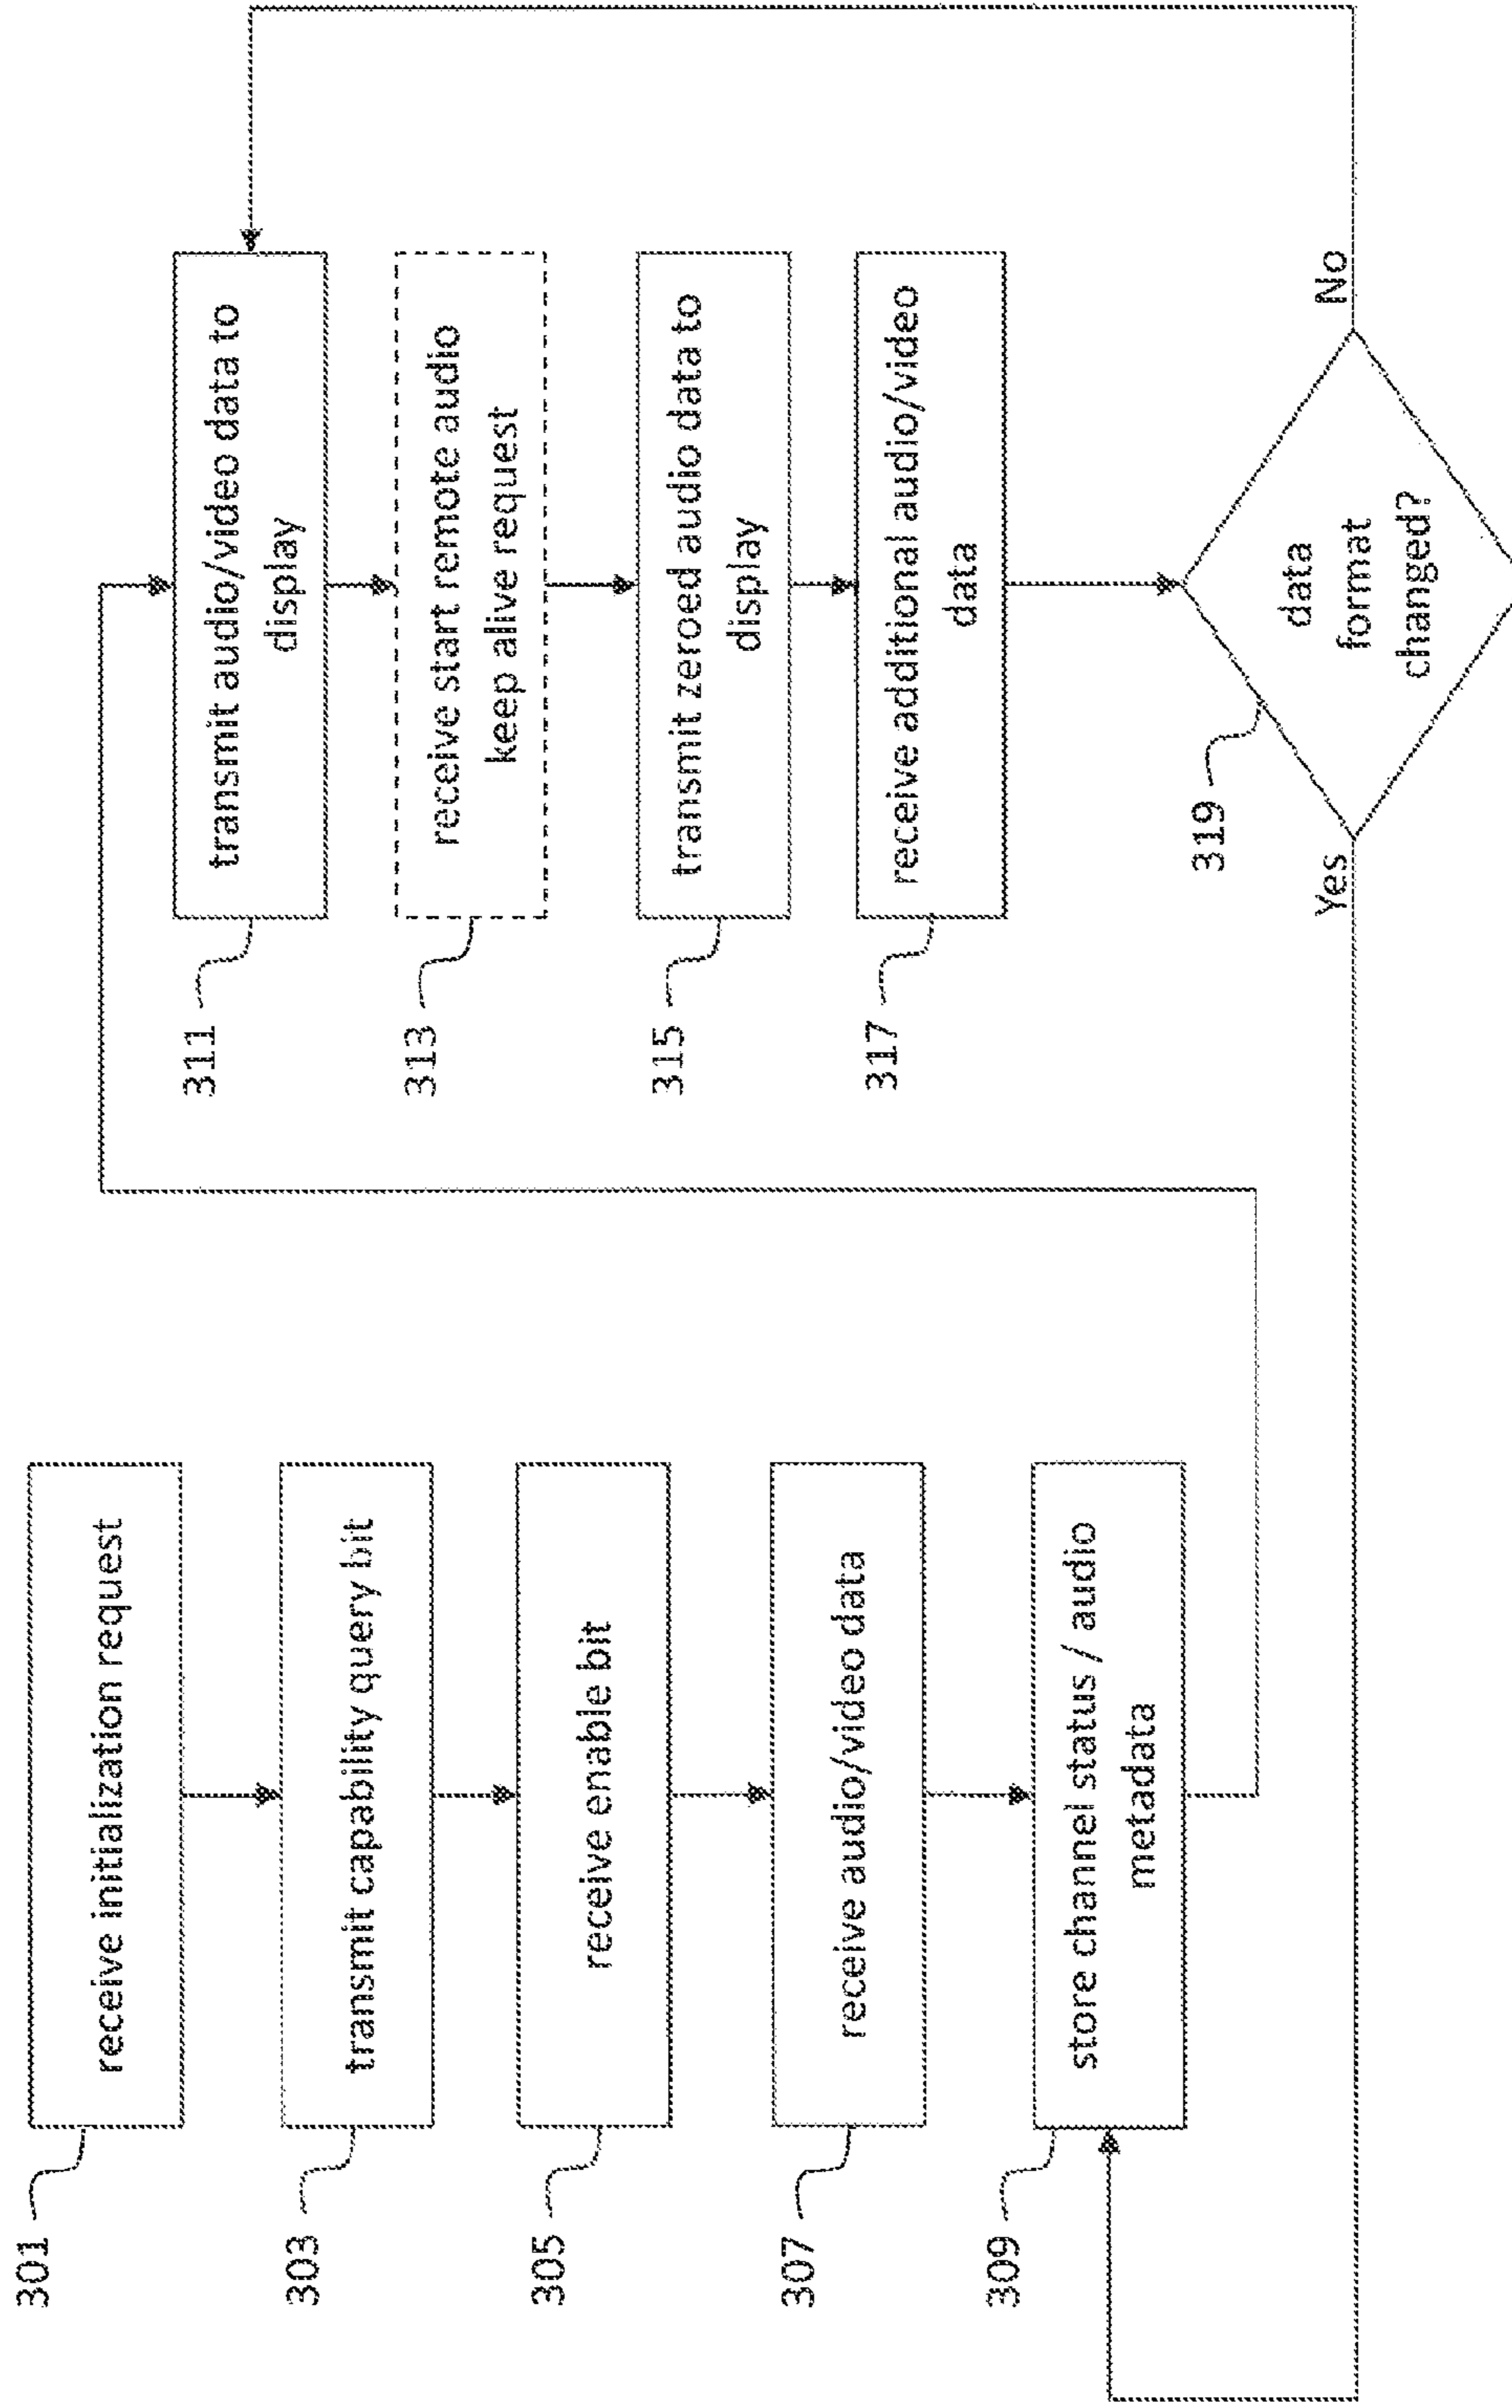 301
receive initialization request
303
transmit capability query bit
305
receive enable bit
307
receive audio/video data
309
store channel status / audio
metadata
311
transmit audio/video data to
display
313
receive start remote audio
keep alive request
315
transmit zeroed audio data to
display
317
receive additional audio/video
data
319
data
format
changed?
Yes
No